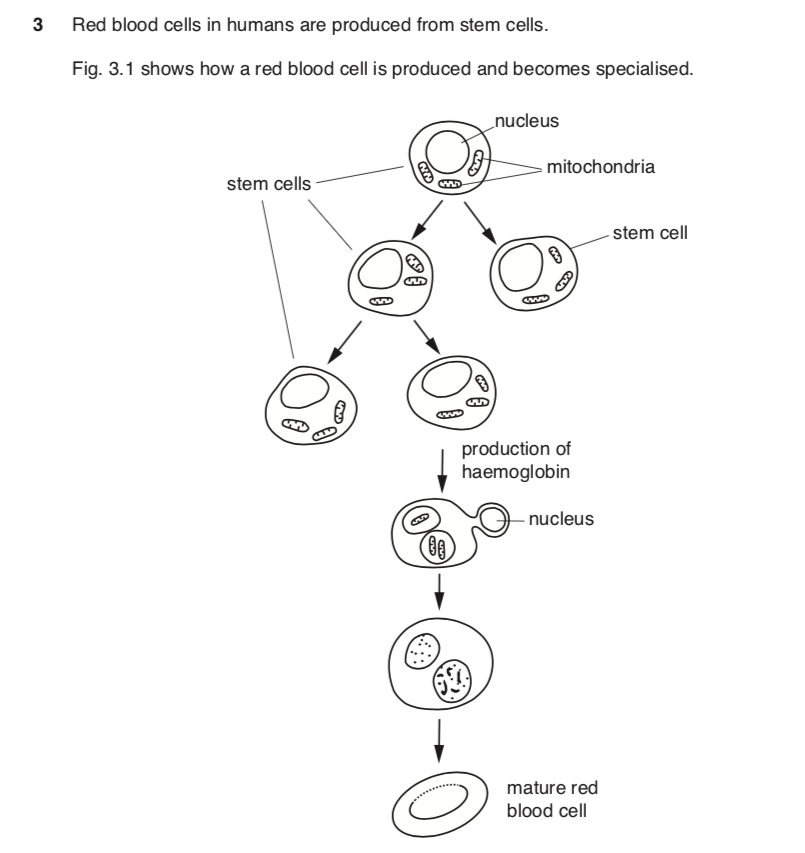 3 Red blood cells in humans are produced from stem cells.
Fig. 3.1 shows how a red blood cell is produced and becomes specialised.
nucleus
mitochondria
stem cells
stem cell
production of
haemoglobin
nucleus
mature red
blood cell